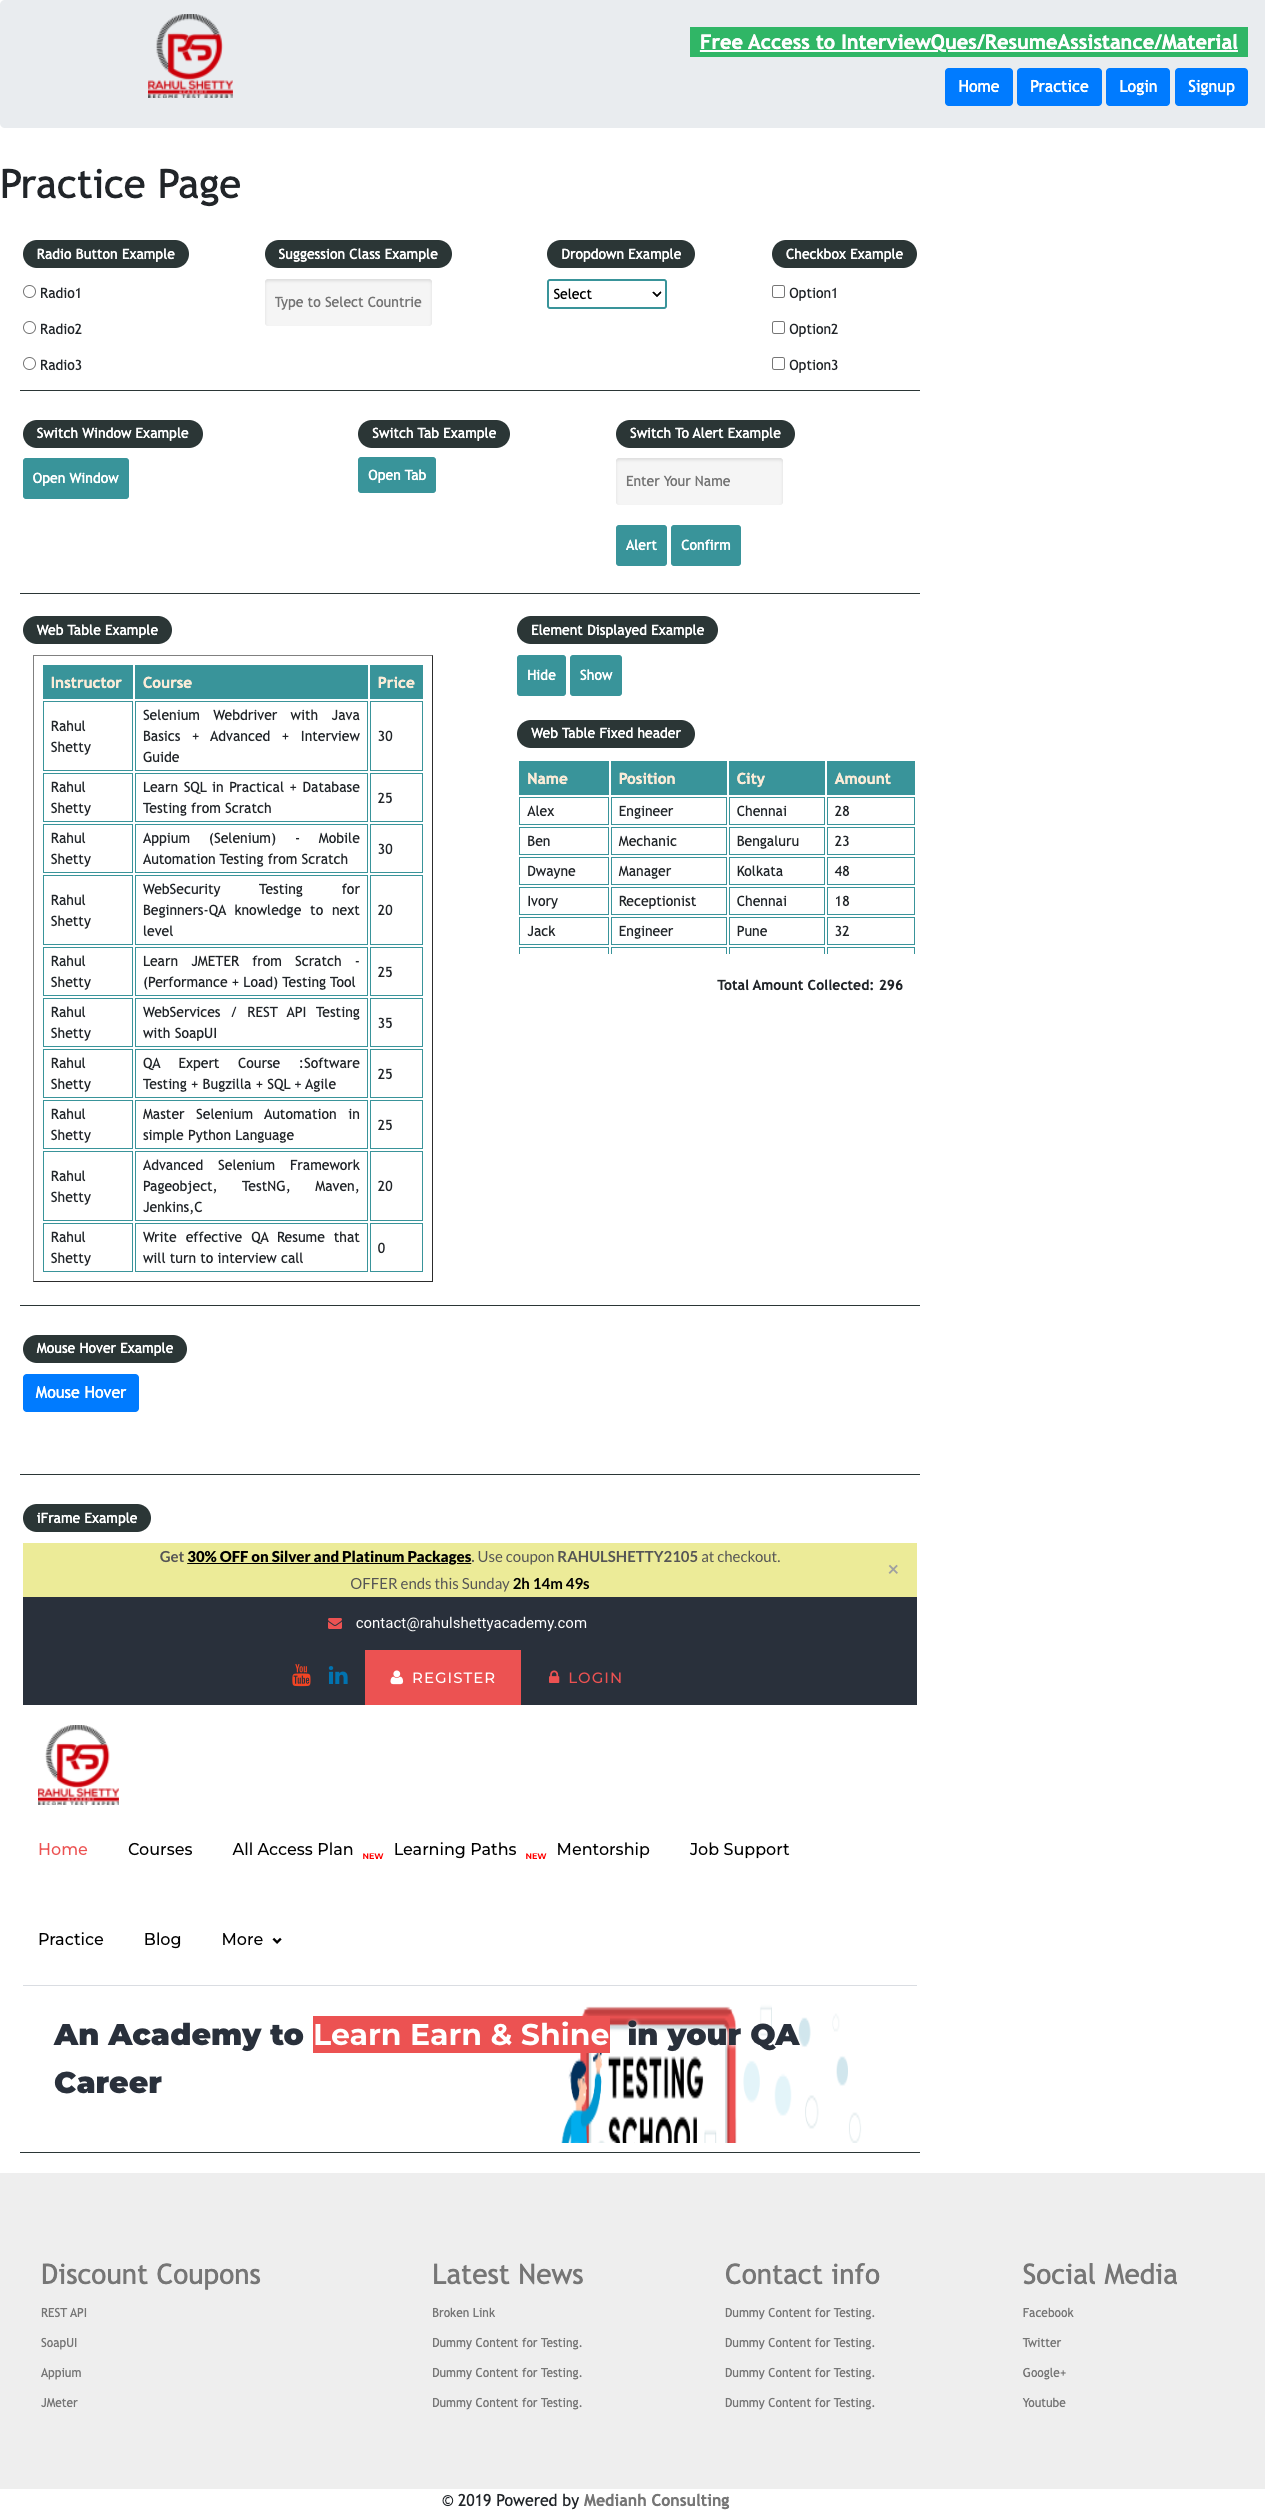 RAHUL SHETTY
ACADEMY
BECOME TEST EXPERT
Free Access to InterviewQues/ResumeAssistance/Material
Home Practice Login Signup
Practice Page
Radio Button Example Suggession Class Example Dropdown Example Checkbox Example
Radio1 Type to Select Countrie Select Option1
Radio2 Option2
Radio3 Option3
Switch Window Example Switch Tab Example Switch To Alert Example
Open Window Open Tab Enter Your Name
Alert Confirm
Web Table Example
Instructor Course Price
Rahul Shetty Selenium Webdriver with Java Basics + Advanced + Interview Guide 30
Rahul Shetty Learn SQL in Practical + Database Testing from Scratch 25
Rahul Shetty Appium (Selenium) - Mobile Automation Testing from Scratch 30
Rahul Shetty WebSecurity Testing for Beginners-QA knowledge to next level 20
Rahul Shetty Learn JMETER from Scratch - (Performance + Load) Testing Tool 25
Rahul Shetty WebServices / REST API Testing with SoapUI 35
Rahul Shetty QA Expert Course :Software Testing + Bugzilla + SQL + Agile 25
Rahul Shetty Master Selenium Automation in simple Python Language 25
Rahul Shetty Advanced Selenium Framework Pageobject, TestNG, Maven, Jenkins,C 20
Rahul Shetty Write effective QA Resume that will turn to interview call 0
Element Displayed Example
Hide Show
Web Table Fixed header
Name Position City Amount
Alex Engineer Chennai 28
Ben Mechanic Bengaluru 23
Dwayne Manager Kolkata 48
Ivory Receptionist Chennai 18
Jack Engineer Pune 32
Total Amount Collected: 296
Mouse Hover Example
Mouse Hover
iFrame Example
Get 30% OFF on Silver and Platinum Packages. Use coupon RAHULSHETTY2105 at checkout.
OFFER ends this Sunday 2h 14m 49s
×
contact@rahulshettyacademy.com
You Tube in REGISTER LOGIN
RAHUL SHETTY
ACADEMY
BECOME TEST EXPERT
Home Courses All Access Plan NEW Learning Paths NEW Mentorship Job Support
Practice Blog More
An Academy to Learn Earn & Shine in your QA
Career
TESTING
SCHOOL
Discount Coupons Latest News Contact info Social Media
REST API Broken Link Dummy Content for Testing. Facebook
SoapUI Dummy Content for Testing. Dummy Content for Testing. Twitter
Appium Dummy Content for Testing. Dummy Content for Testing. Google+
JMeter Dummy Content for Testing. Dummy Content for Testing. Youtube
© 2019 Powered by Medianh Consulting